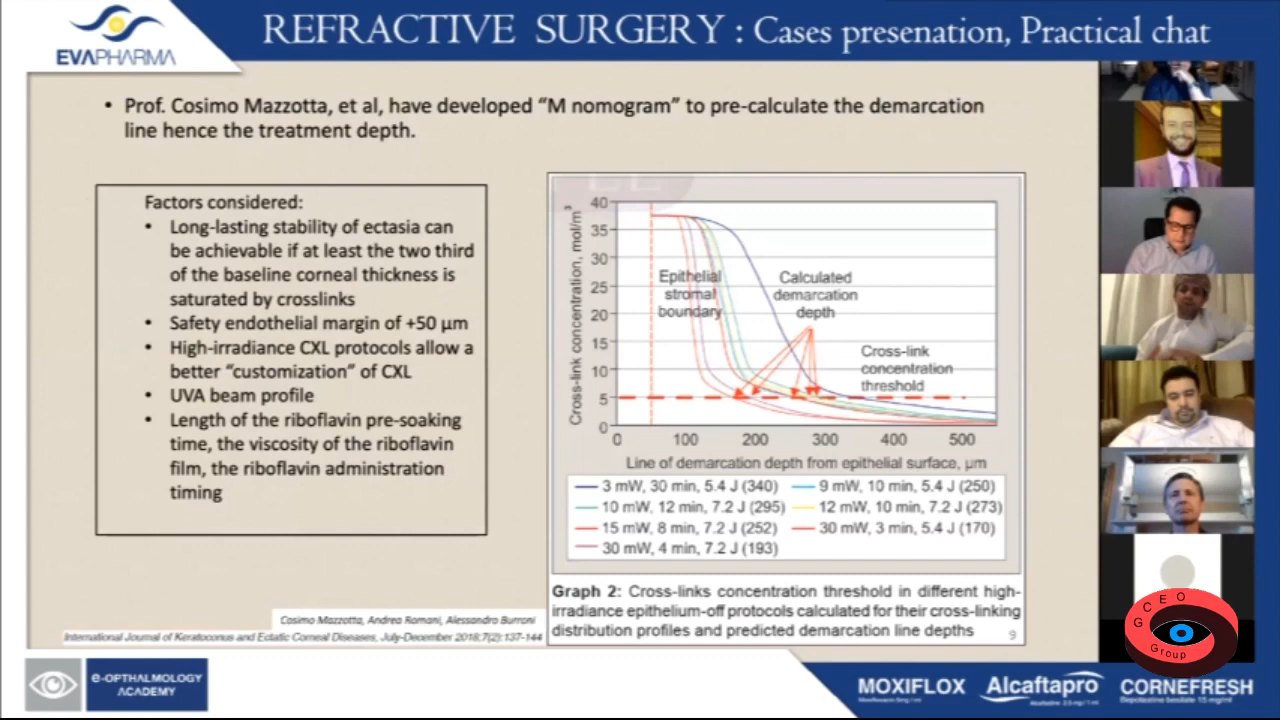 EVAPHARMA
REFRACTIVE SURGERY : Cases presenation, Practical chat
• Prof. Cosimo Mazzotta, et al, have developed “M nomogram” to pre-calculate the demarcation
line hence the treatment depth.
Factors considered:
• Long-lasting stability of ectasia can
be achievable if at least the two third
of the baseline corneal thickness is
saturated by crosslinks
• Safety endothelial margin of +50 µm
• High-irradiance CXL protocols allow a
better “customization” of CXL
• UVA beam profile
• Length of the riboflavin pre-soaking
time, the viscosity of the riboflavin
film, the riboflavin administration
timing
Cross-link concentration, mol/m³
40
35
30
25
20
15
10
5
0
Epithelial
stromal
boundary
Calculated
demarcation
depth
Cross-link
concentration
threshold
0 100 200 300 400 500
Line of demarcation depth from epithelial surface, µm
3 mW, 30 min, 5.4 J (340) 9 mW, 10 min, 5.4 J (250)
10 mW, 12 min, 7.2 J (295) 12 mW, 10 min, 7.2 J (273)
15 mW, 8 min, 7.2 J (252) 30 mW, 3 min, 5.4 J (170)
30 mW, 4 min, 7.2 J (193)
Graph 2: Cross-links concentration threshold in different high-
irradiance epithelium-off protocols calculated for their cross-linking
distribution profiles and predicted demarcation line depths
9
Cosimo Mazzotta, Andrea Romani, Alessandro Burroni
International Journal of Keratoconus and Ectatic Corneal Diseases, July-December 2018;7(2):137-144
CEO
G
Group
e-OPTHALMOLOGY
ACADEMY
MOXIFLOX Alcaftapro CORNEFRESH